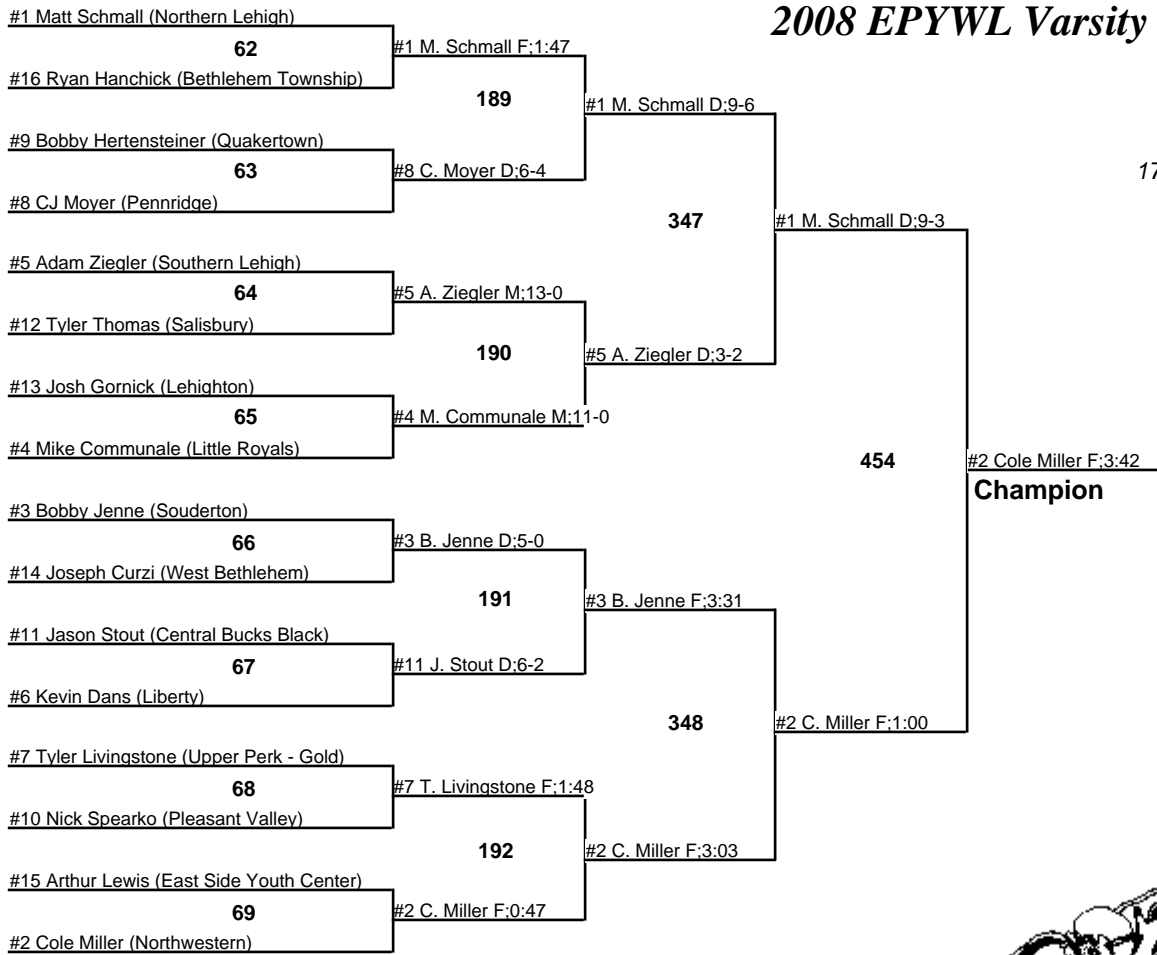 2008 EPYWL Varsity
#1 Matt Schmall (Northern Lehigh)
62
#1 M. Schmall F;1:47
#16 Ryan Hanchick (Bethlehem Township)
189
#1 M. Schmall D;9-6
#9 Bobby Hertensteiner (Quakertown)
63
#8 C. Moyer D;6-4
17
#8 CJ Moyer (Pennridge)
347
#1 M. Schmall D;9-3
#5 Adam Ziegler (Southern Lehigh)
64
#5 A. Ziegler M;13-0
#12 Tyler Thomas (Salisbury)
190
#5 A. Ziegler D;3-2
#13 Josh Gornick (Lehighton)
65
#4 M. Communale M;11-0
#4 Mike Communale (Little Royals)
454
#2 Cole Miller F;3:42
Champion
#3 Bobby Jenne (Souderton)
66
#3 B. Jenne D;5-0
#14 Joseph Curzi (West Bethlehem)
191
#3 B. Jenne F;3:31
#11 Jason Stout (Central Bucks Black)
67
#11 J. Stout D;6-2
#6 Kevin Dans (Liberty)
348
#2 C. Miller F;1:00
#7 Tyler Livingstone (Upper Perk - Gold)
68
#7 T. Livingstone F;1:48
#10 Nick Spearko (Pleasant Valley)
192
#2 C. Miller F;3:03
#15 Arthur Lewis (East Side Youth Center)
69
#2 C. Miller F;0:47
#2 Cole Miller (Northwestern)